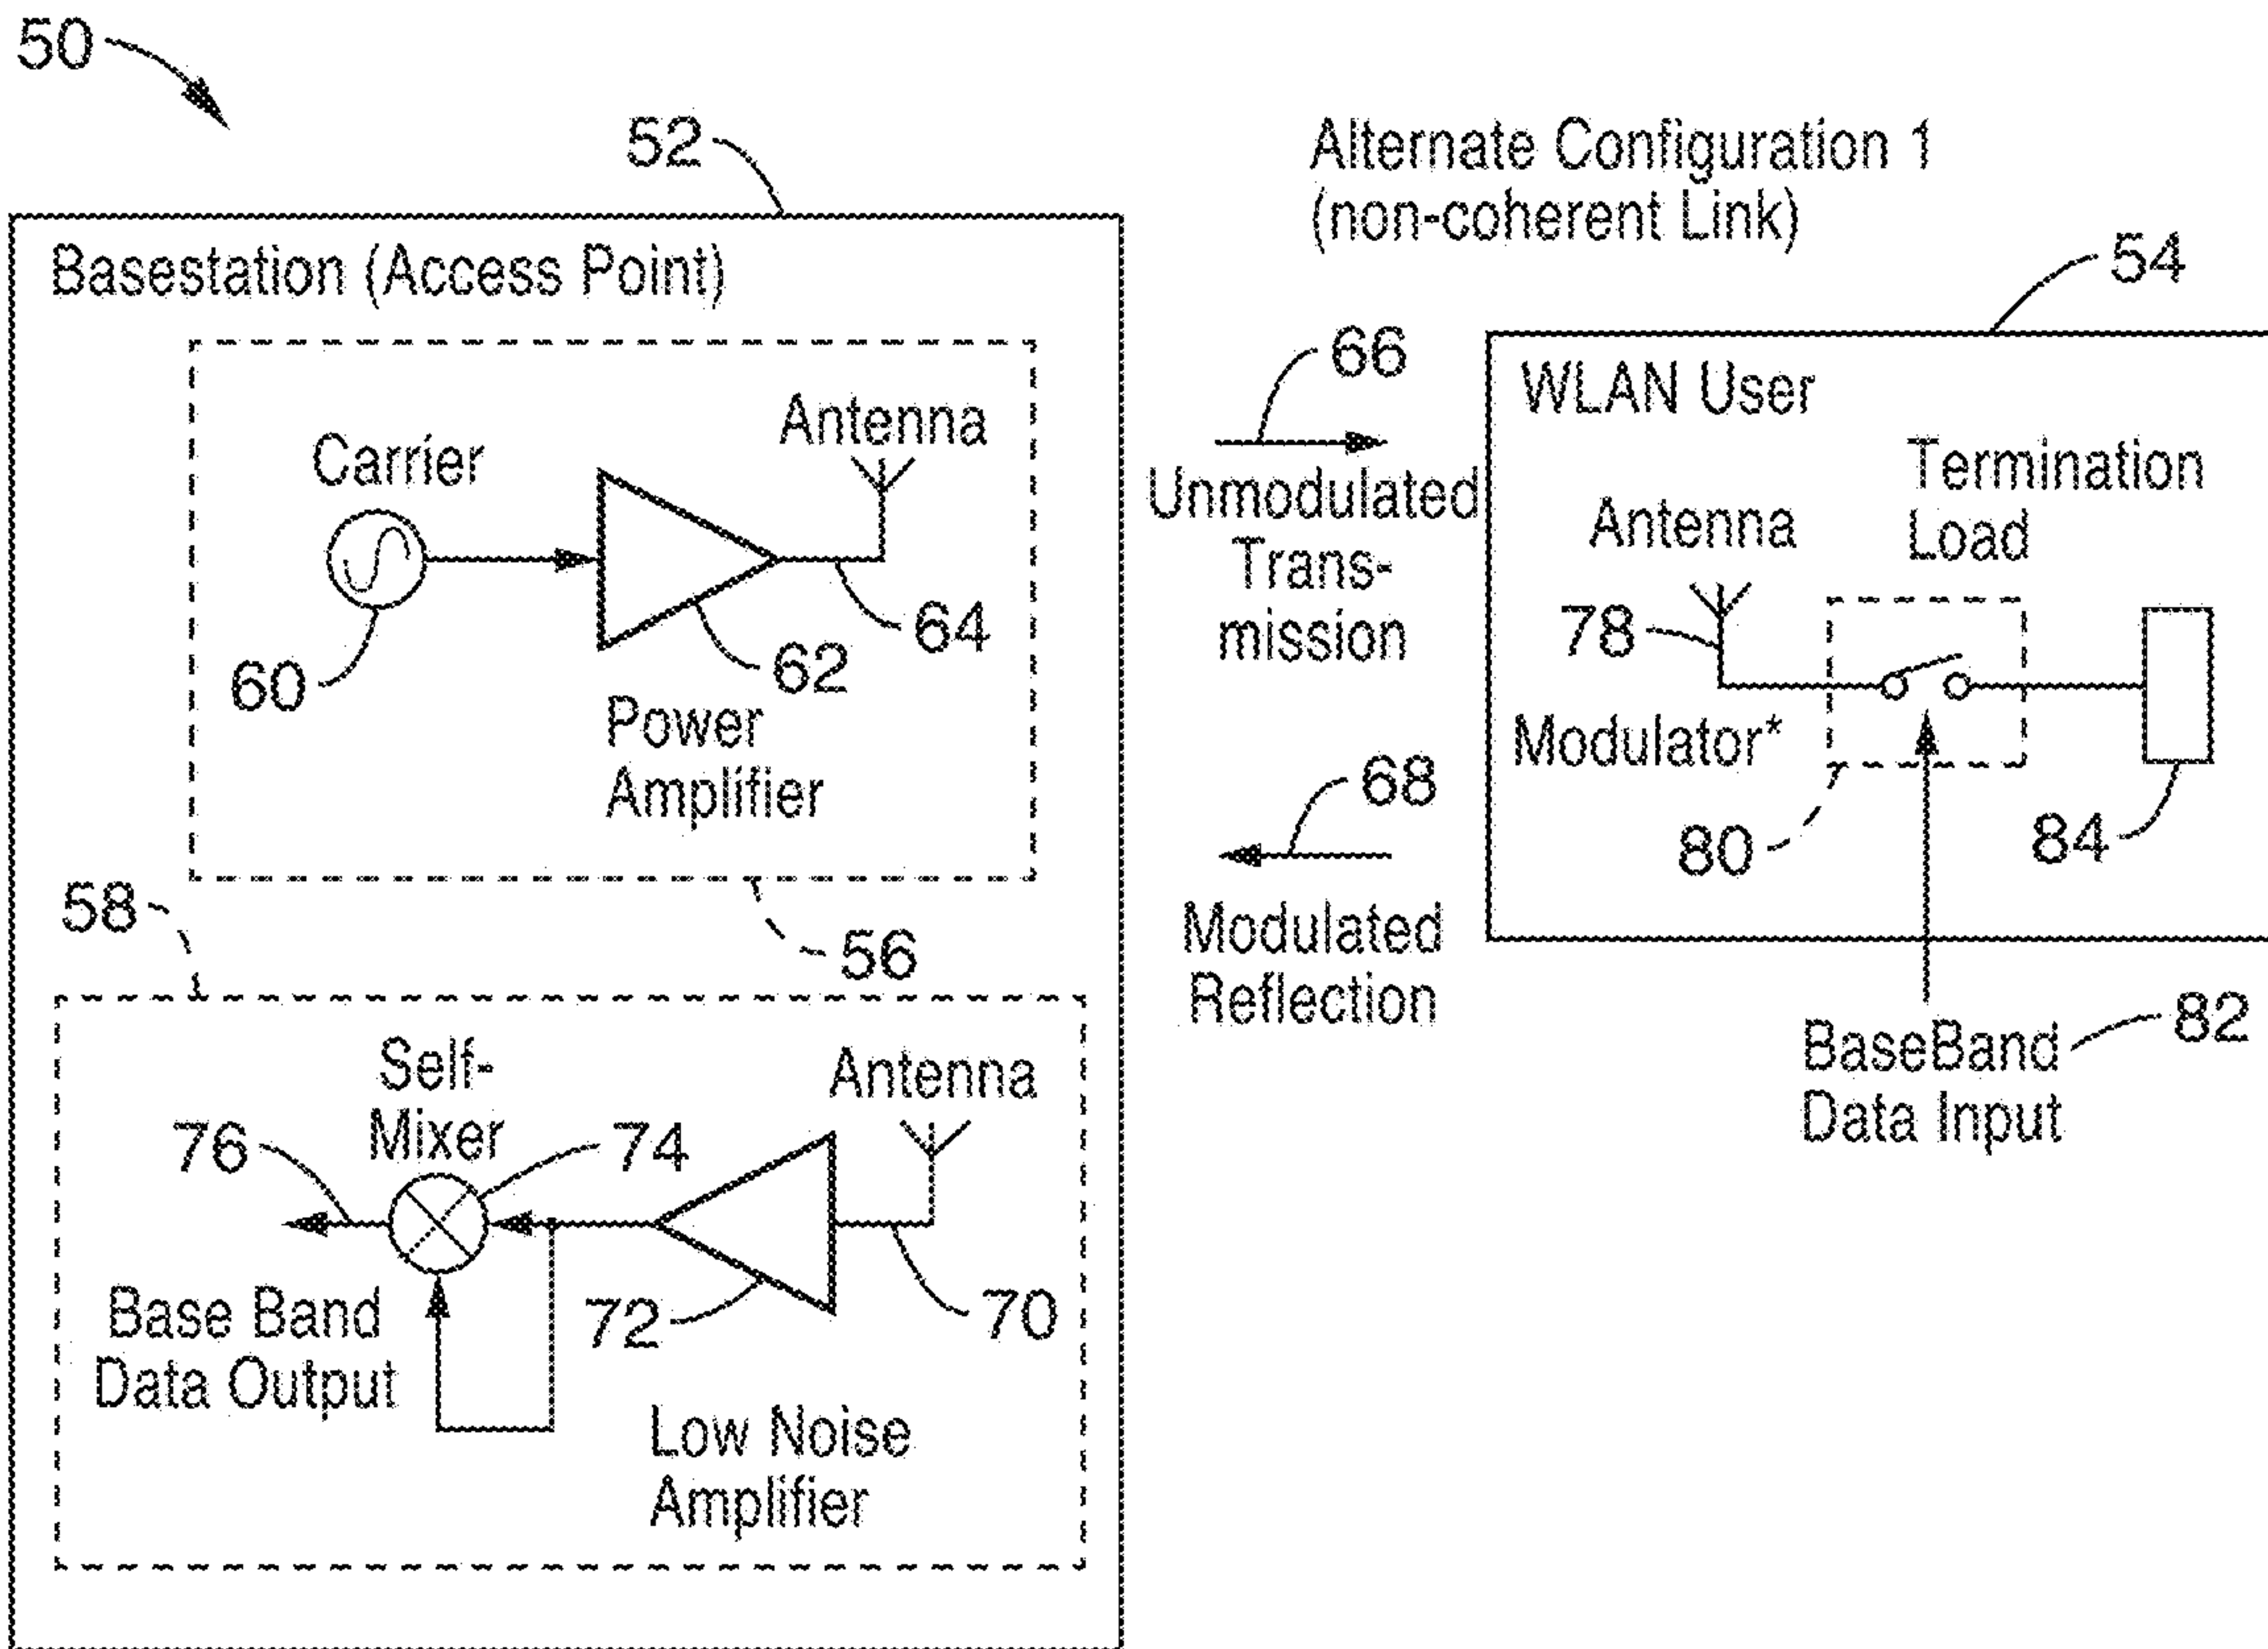 50
52
Alternate Configuration 1
(non-coherent Link)
Basestation (Access Point)
54
66
WLAN User
Antenna
Carrier
Unmodulated
Trans-
mission
Termination
Load
Antenna
60
62
64
78
Power
Amplifier
Modulator*
68
80
84
58
56
Modulated
Reflection
82
BaseBand
Data Input
Self-
Mixer
Antenna
76
74
72
70
Base Band
Data Output
Low Noise
Amplifier